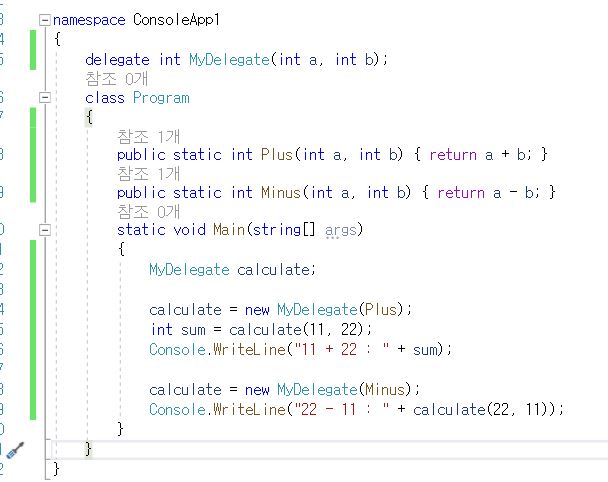 namespace ConsoleApp1
{
delegate int MyDelegate(int a, int b);
참조 0개
class Program
{
참조 1개
public static int Plus(int a, int b) { return a + b; }
참조 1개
public static int Minus(int a, int b) { return a - b; }
참조 0개
static void Main(string[] args)
{
MyDelegate calculate;
calculate = new MyDelegate(Plus);
int sum = calculate(11, 22);
Console.WriteLine("11 + 22 : " + sum);
calculate = new MyDelegate(Minus);
Console.WriteLine("22 - 11 : " + calculate(22, 11));
}
}
}